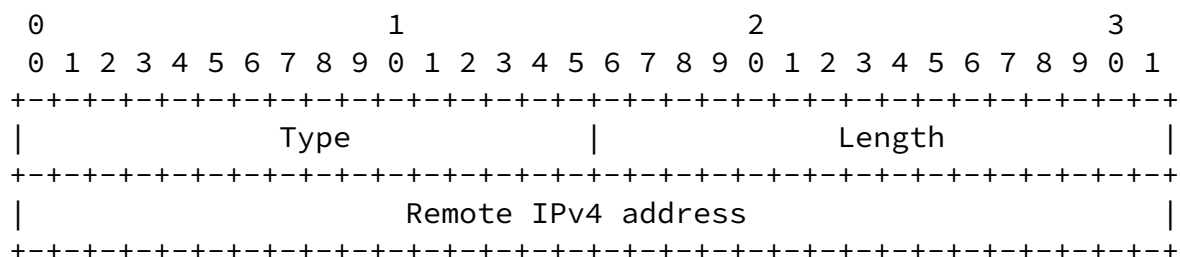 0                   1                   2                   3
 0 1 2 3 4 5 6 7 8 9 0 1 2 3 4 5 6 7 8 9 0 1 2 3 4 5 6 7 8 9 0 1
+-+-+-+-+-+-+-+-+-+-+-+-+-+-+-+-+-+-+-+-+-+-+-+-+-+-+-+-+-+-+-+-+
|              Type             |             Length            |
+-+-+-+-+-+-+-+-+-+-+-+-+-+-+-+-+-+-+-+-+-+-+-+-+-+-+-+-+-+-+-+-+
|                     Remote IPv4 address                       |
+-+-+-+-+-+-+-+-+-+-+-+-+-+-+-+-+-+-+-+-+-+-+-+-+-+-+-+-+-+-+-+-+